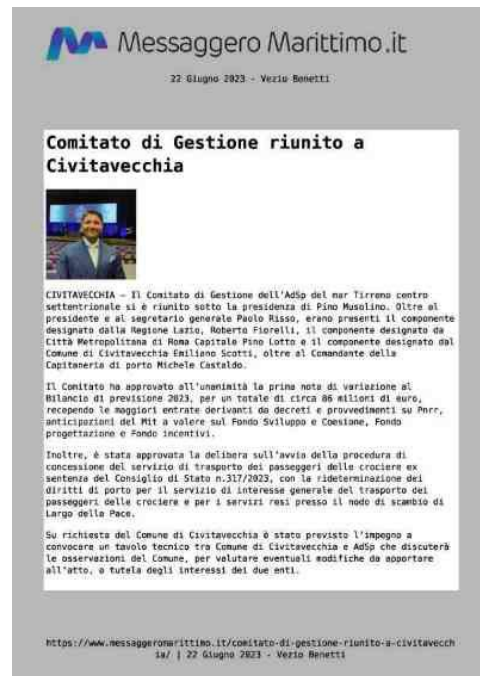 Messaggero Marittimo.it
22 Giugno 2023 - Vezio Benetti
Comitato di Gestione riunito a
Civitavecchia
CIVITAVECCHIA – Il Comitato di Gestione dell'AdSp del mar Tirreno centro
settentrionale si è riunito sotto la presidenza di Pino Musolino. Oltre al
presidente e al segretario generale Paolo Risso, erano presenti il componente
designato dalla Regione Lazio, Roberto Fiorelli, il componente designato da
Città Metropolitana di Roma Capitale Pino Lotto e il componente designato dal
Comune di Civitavecchia Emiliano Scotti, oltre al Comandante della
Capitaneria di porto Michele Castaldo.
Il Comitato ha approvato all'unanimità la prima nota di variazione al
Bilancio di previsione 2023, per un totale di circa 86 milioni di euro,
recependo le maggiori entrate derivanti da decreti e provvedimenti su Pnrr,
anticipazioni del Mit a valere sul Fondo Sviluppo e Coesione, Fondo
progettazione e Fondo incentivi.
Inoltre, è stata approvata la delibera sull'avvio della procedura di
concessione del servizio di trasporto dei passeggeri delle crociere ex
sentenza del Consiglio di Stato n.317/2023, con la rideterminazione dei
diritti di porto per il servizio di interesse generale del trasporto dei
passeggeri delle crociere e per i servizi resi presso il nodo di scambio di
Largo della Pace.
Su richiesta del Comune di Civitavecchia è stato previsto l'impegno a
convocare un tavolo tecnico tra Comune di Civitavecchia e AdSp che discuterà
le osservazioni del Comune, per valutare eventuali modifiche da apportare
all'atto, a tutela degli interessi dei due enti.
https://www.messaggeromarittimo.it/comitato-di-gestione-riunito-a-civitavecch
ia/ | 22 Giugno 2023 - Vezio Benetti